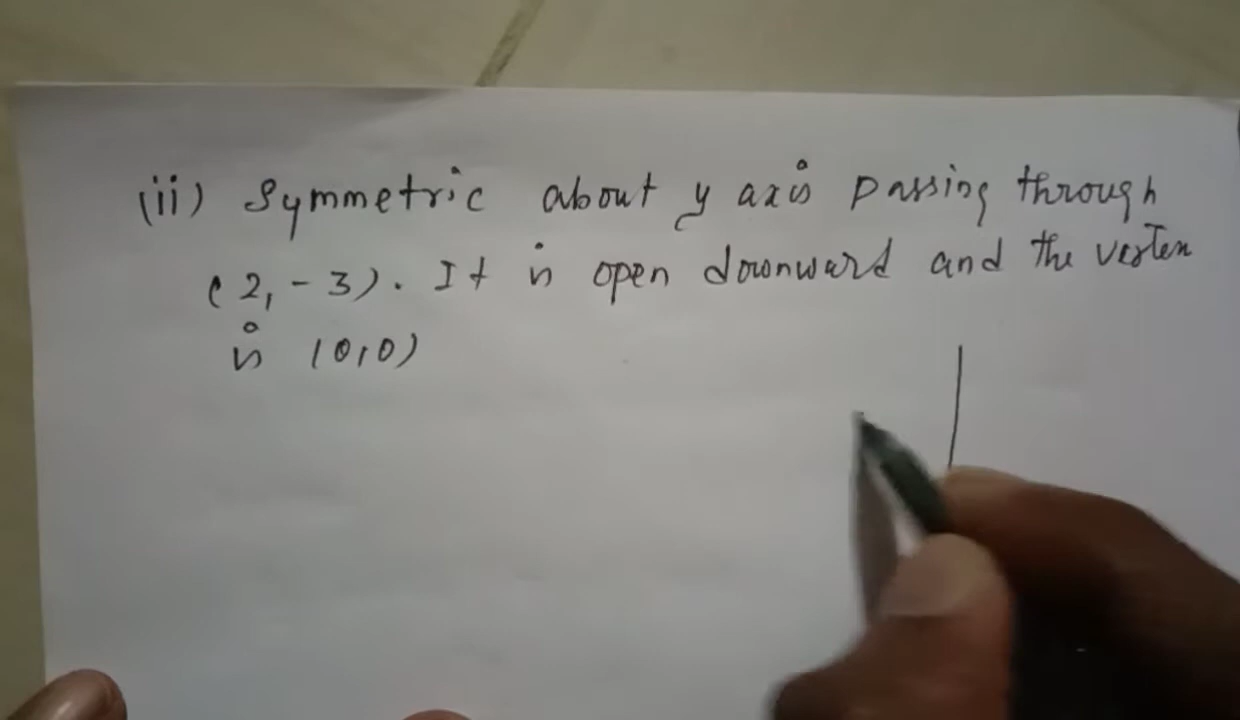 (ii) Symmetric about y axis passing through
(2, -3). It is open downward and the vertex
is (0,0)